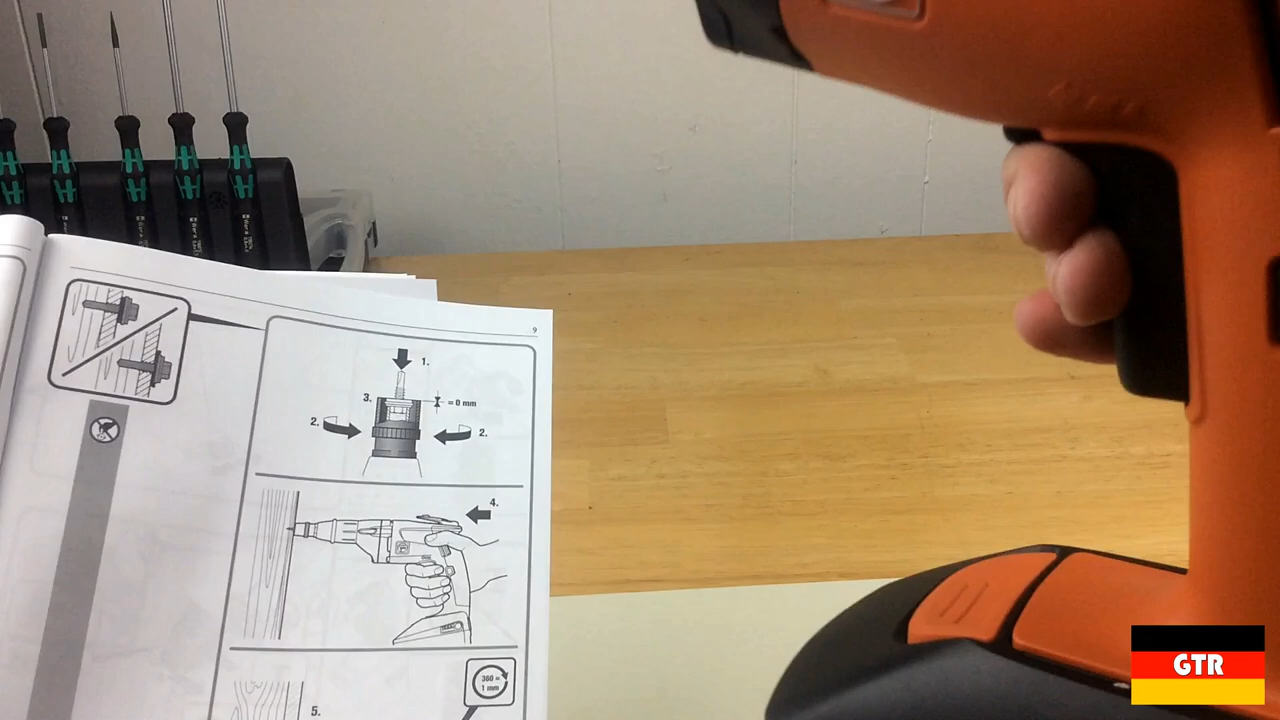 9
1.
3.
= 0 mm
2.
2.
4.
360 =
1 mm
5.
GTR